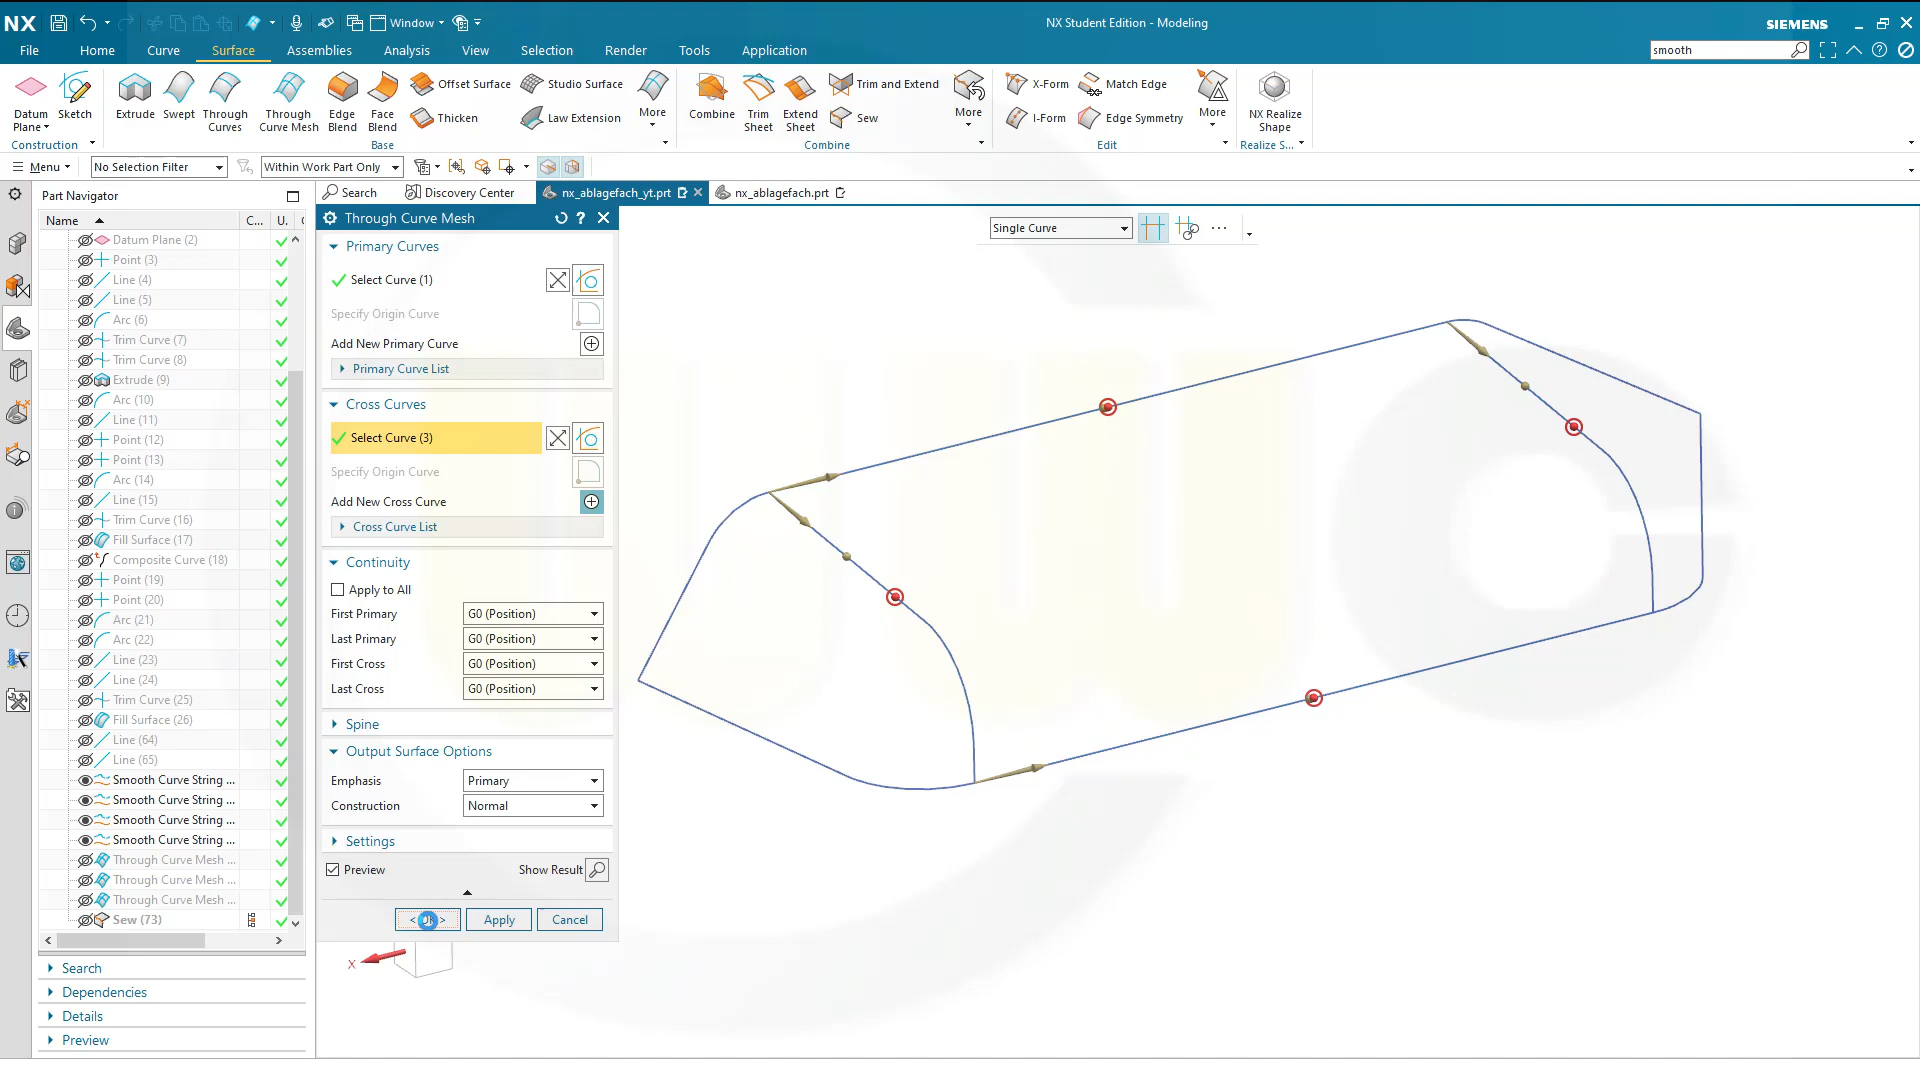 NX Window NX Student Edition - Modeling SIEMENS
File Home Curve Surface Assemblies Analysis View Selection Render Tools Application smooth
Datum Plane Sketch Extrude Swept Through Curves Through Curve Mesh Edge Blend Face Blend Offset Surface Studio Surface More Combine Trim Sheet Extend Sheet Trim and Extend More X-Form Match Edge More NX Realize Shape
Thicken Law Extension Sew I-Form Edge Symmetry
Construction Base Combine Edit Realize S...
Menu No Selection Filter Within Work Part Only
Part Navigator Search Discovery Center nx_ablagefach_yt.prt nx_ablagefach.prt
Name C... U.
Datum Plane (2)
Point (3)
Line (4)
Line (5)
Arc (6)
Trim Curve (7)
Trim Curve (8)
Extrude (9)
Arc (10)
Line (11)
Point (12)
Point (13)
Arc (14)
Line (15)
Trim Curve (16)
Fill Surface (17)
Composite Curve (18)
Point (19)
Point (20)
Arc (21)
Arc (22)
Line (23)
Line (24)
Trim Curve (25)
Fill Surface (26)
Line (64)
Line (65)
Smooth Curve String ...
Smooth Curve String ...
Smooth Curve String ...
Smooth Curve String ...
Through Curve Mesh ...
Through Curve Mesh ...
Through Curve Mesh ...
Sew (73)
Search
Dependencies
Details
Preview
Through Curve Mesh
Primary Curves
Select Curve (1)
Specify Origin Curve
Add New Primary Curve
Primary Curve List
Cross Curves
Select Curve (3)
Specify Origin Curve
Add New Cross Curve
Cross Curve List
Continuity
Apply to All
First Primary G0 (Position)
Last Primary G0 (Position)
First Cross G0 (Position)
Last Cross G0 (Position)
Spine
Output Surface Options
Emphasis Primary
Construction Normal
Settings
Preview Show Result
< OK > Apply Cancel
X
Single Curve